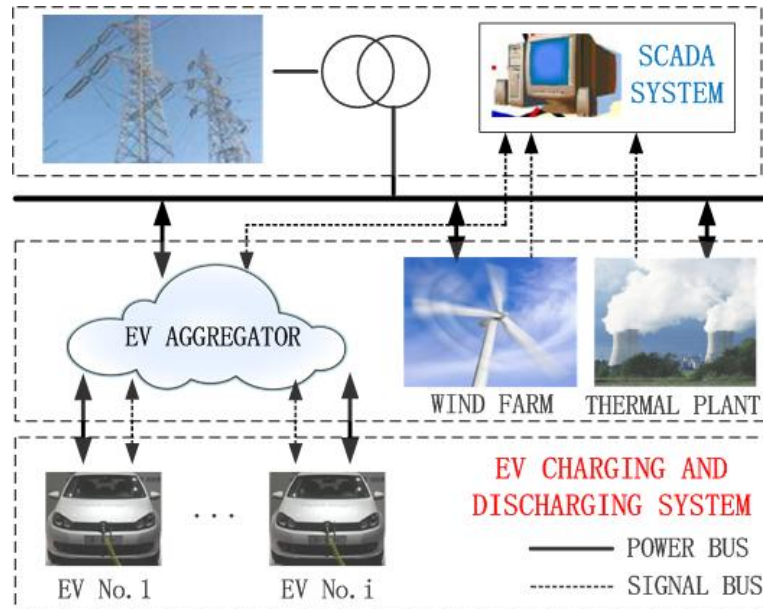 SCADA
SYSTEM
EV AGGREGATOR
WIND FARM
THERMAL PLANT
EV CHARGING AND
DISCHARGING SYSTEM
POWER BUS
SIGNAL BUS
EV No.1
...
EV No.i